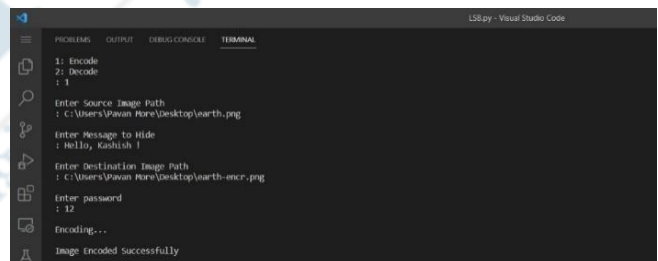 LSB.py - Visual Studio Code
PROBLEMS OUTPUT DEBUG CONSOLE TERMINAL
1: Encode
2: Decode
: 1
Enter Source Image Path
: C:\Users\Pavan More\Desktop\earth.png
Enter Message to Hide
: Hello, Kashish !
Enter Destination Image Path
: C:\Users\Pavan More\Desktop\earth-encr.png
Enter password
: 12
Encoding...
Image Encoded Successfully